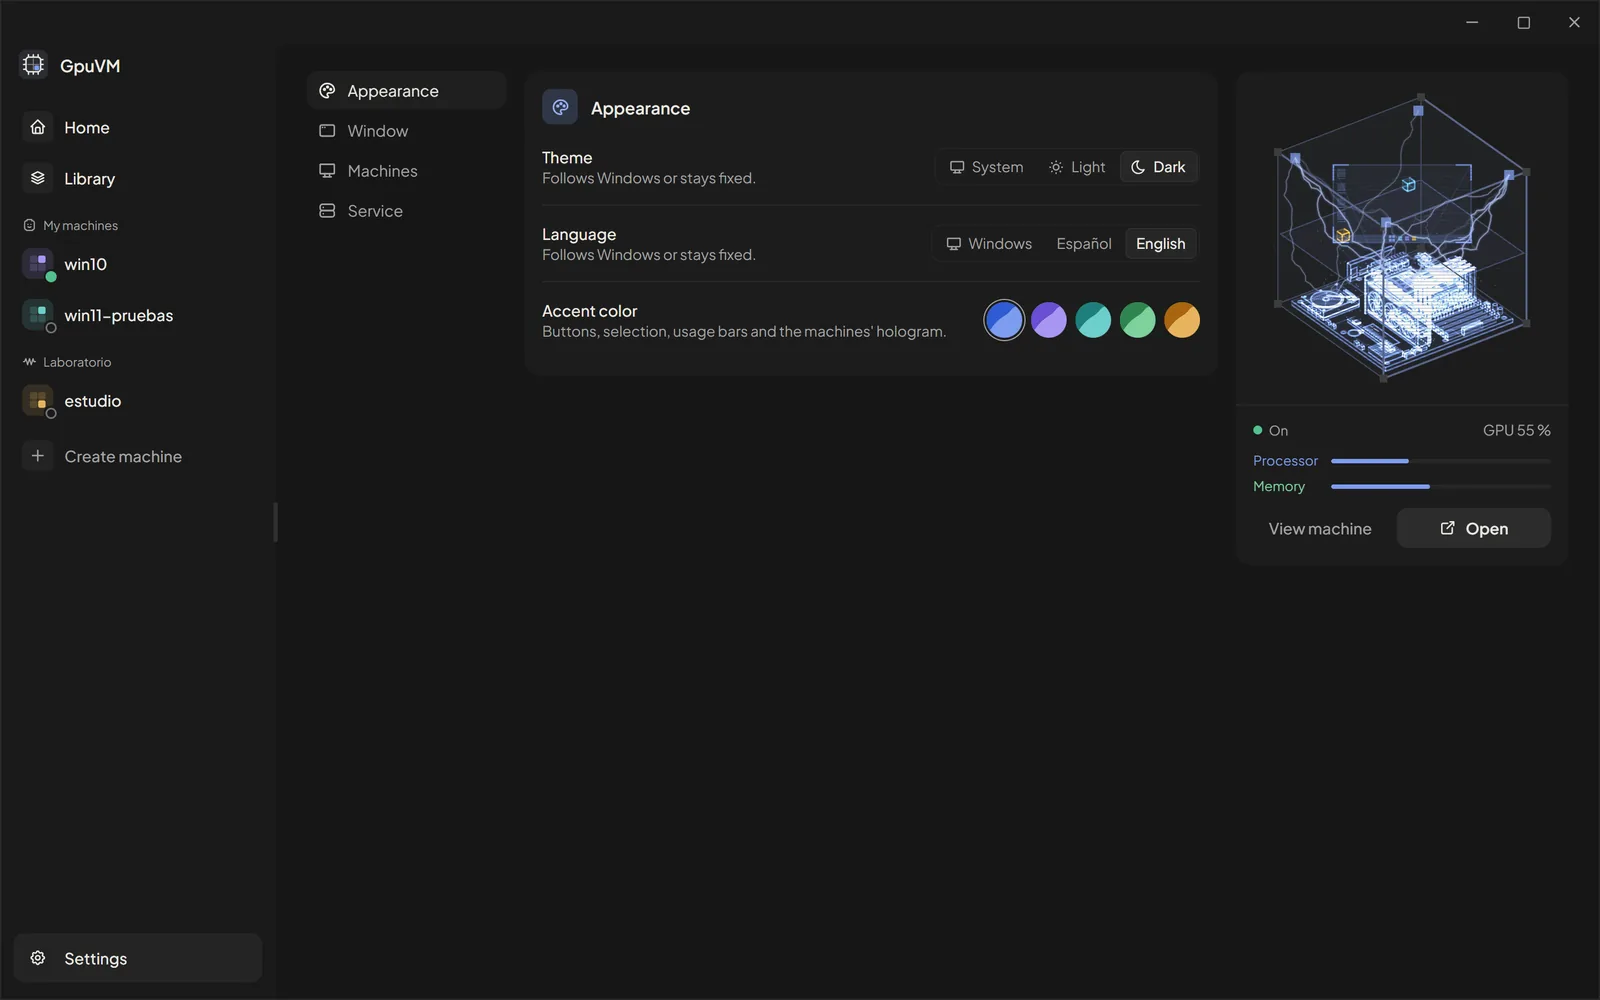 GpuVM
Home
Library
My machines
win10
win11-pruebas
Laboratorio
estudio
Create machine
Settings
Appearance
Window
Machines
Service
Appearance
Theme
Follows Windows or stays fixed.
System Light Dark
Language
Follows Windows or stays fixed.
Windows Español English
Accent color
Buttons, selection, usage bars and the machines' hologram.
On GPU 55 %
Processor
Memory
View machine Open